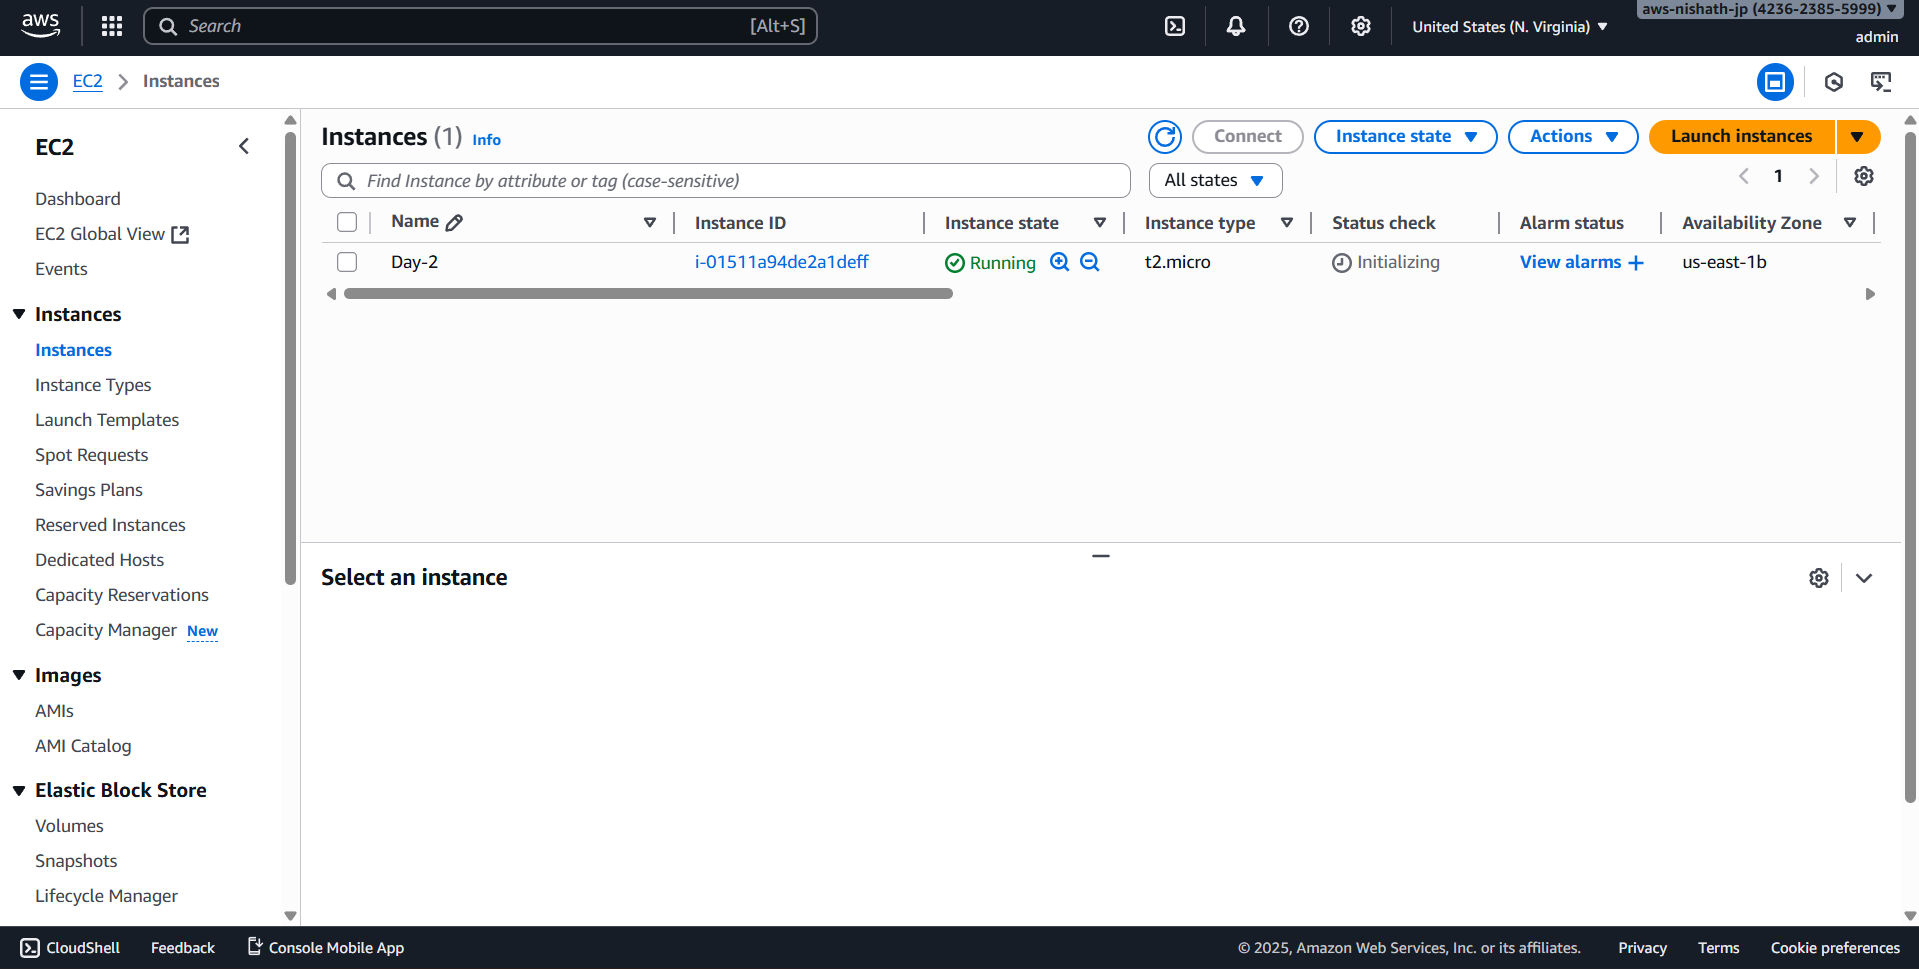 aws
Search [Alt+S]
United States (N. Virginia)
aws-nishath-jp (4236-2385-5999)
admin
EC2 Instances
EC2
Dashboard
EC2 Global View
Events
Instances
Instances
Instance Types
Launch Templates
Spot Requests
Savings Plans
Reserved Instances
Dedicated Hosts
Capacity Reservations
Capacity Manager New
Images
AMIs
AMI Catalog
Elastic Block Store
Volumes
Snapshots
Lifecycle Manager
Instances (1) Info
Connect Instance state Actions Launch instances
Find Instance by attribute or tag (case-sensitive) All states 1
Name Instance ID Instance state Instance type Status check Alarm status Availability Zone
Day-2 i-01511a94de2a1deff Running t2.micro Initializing View alarms us-east-1b
Select an instance
CloudShell Feedback Console Mobile App © 2025, Amazon Web Services, Inc. or its affiliates. Privacy Terms Cookie preferences